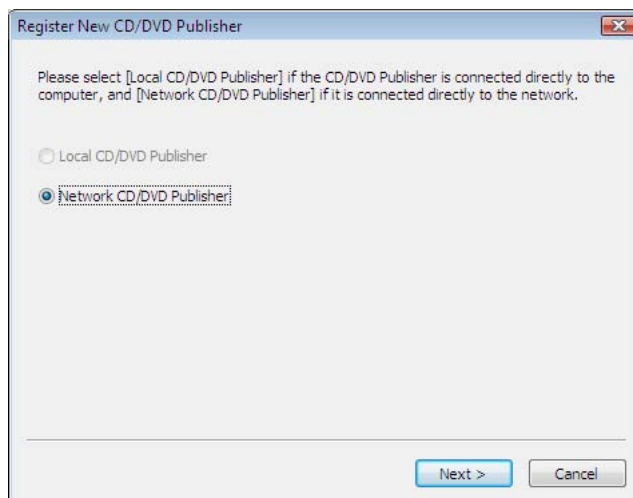 Register New CD/DVD Publisher
Please select [Local CD/DVD Publisher] if the CD/DVD Publisher is connected directly to the
computer, and [Network CD/DVD Publisher] if it is connected directly to the network.
Local CD/DVD Publisher
Network CD/DVD Publisher
Next > Cancel